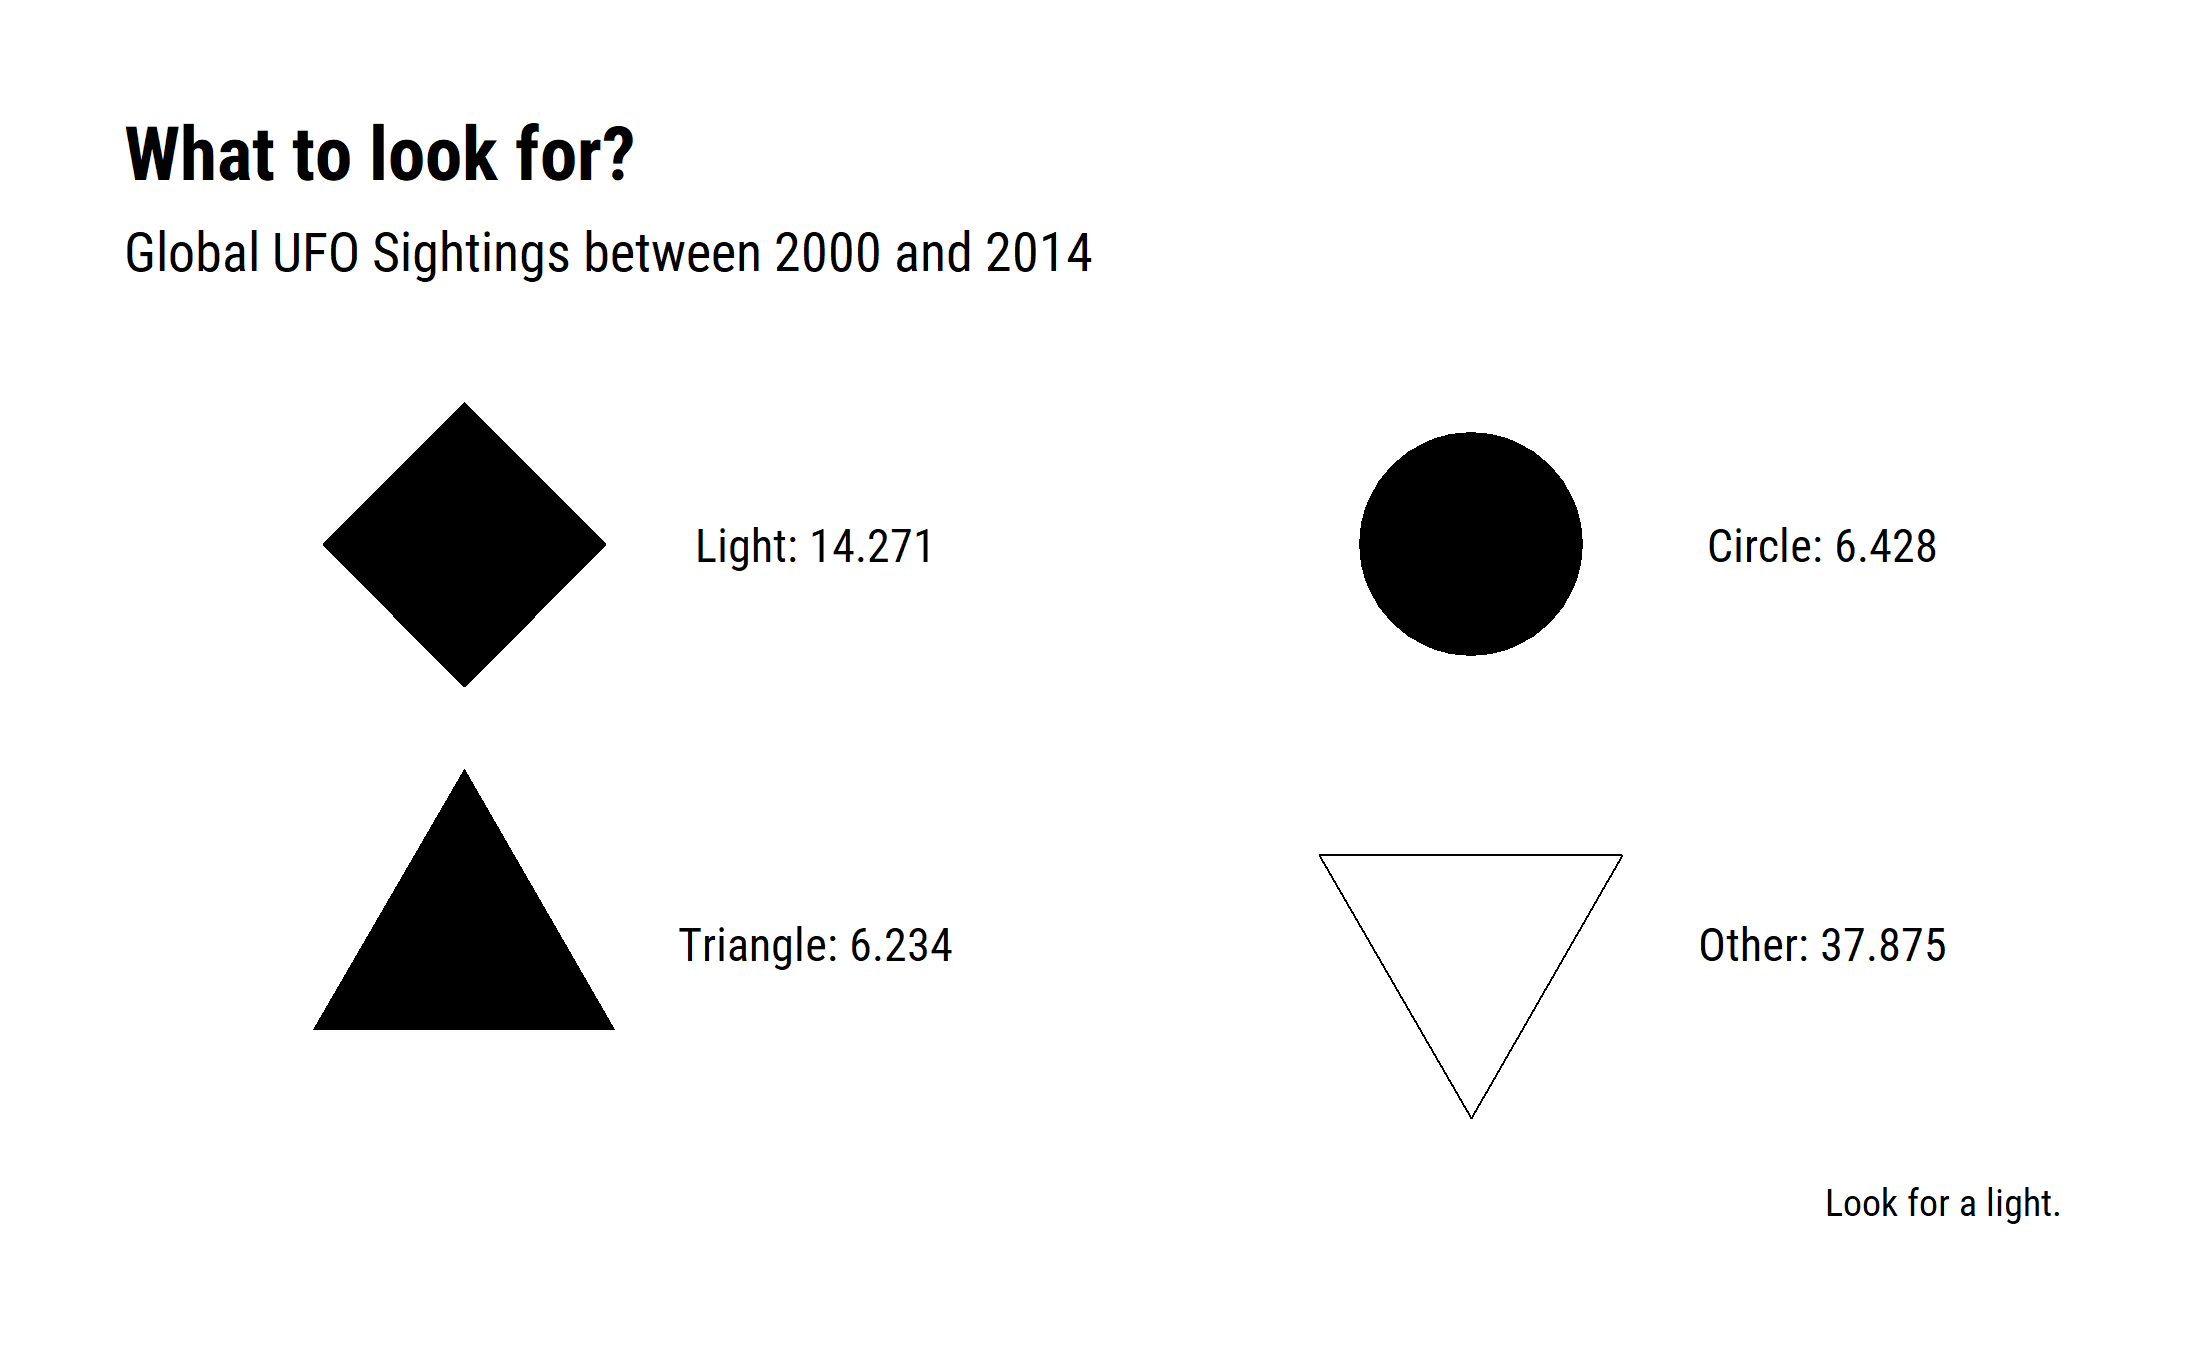 What to look for?
Global UFO Sightings between 2000 and 2014
Light: 14.271
Circle: 6.428
Triangle: 6.234
Other: 37.875
Look for a light.